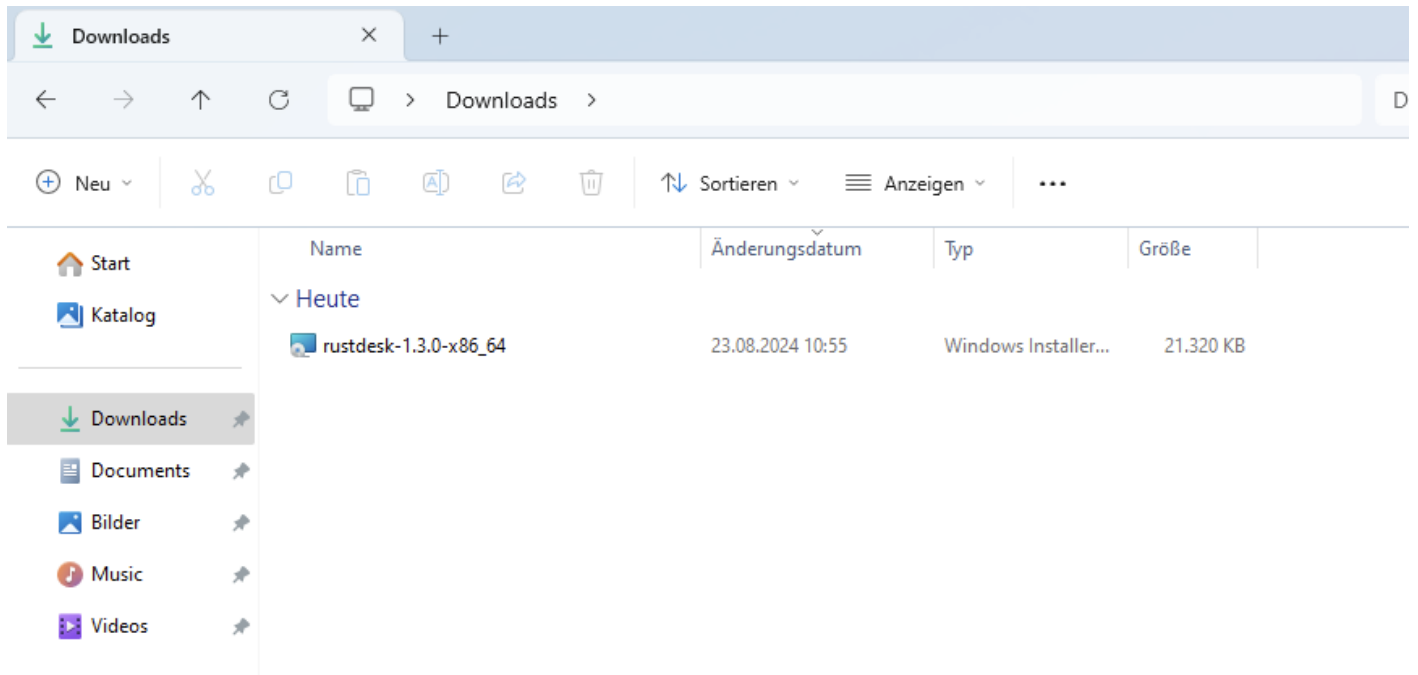 Downloads
Downloads
D
Neu
Sortieren
Anzeigen
Start
Katalog
Downloads
Documents
Bilder
Music
Videos
Name Änderungsdatum Typ Größe
Heute
rustdesk-1.3.0-x86_64 23.08.2024 10:55 Windows Installer... 21.320 KB